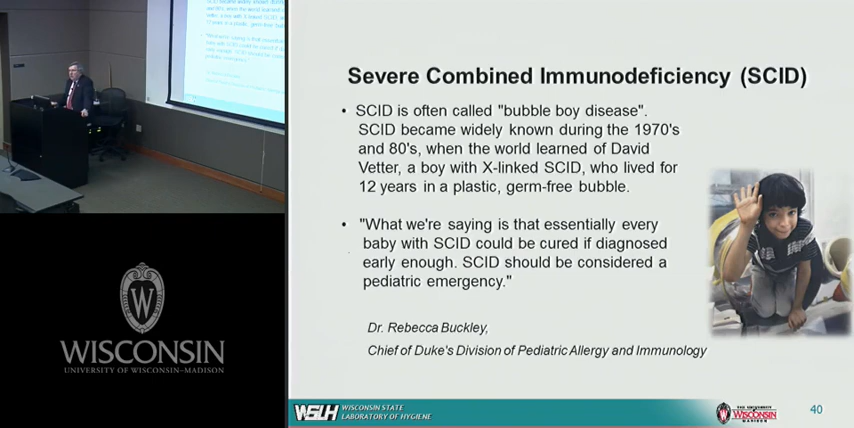 Severe Combined Immunodeficiency (SCID)
• SCID is often called "bubble boy disease".
SCID became widely known during the 1970's
and 80's, when the world learned of David
Vetter, a boy with X-linked SCID, who lived for
12 years in a plastic, germ-free bubble.
• "What we're saying is that essentially every
baby with SCID could be cured if diagnosed
early enough. SCID should be considered a
pediatric emergency."
Dr. Rebecca Buckley,
Chief of Duke's Division of Pediatric Allergy and Immunology
W
WISCONSIN
UNIVERSITY OF WISCONSIN–MADISON
WSLH
WISCONSIN STATE
LABORATORY OF HYGIENE
WISCONSIN
MADISON
40